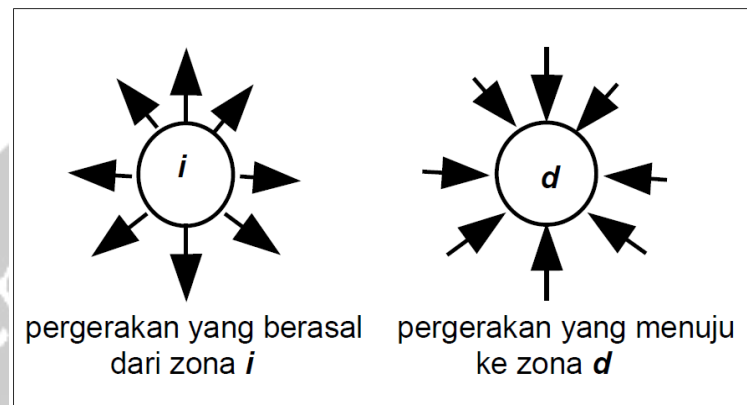 i
d
pergerakan yang berasal
dari zona i
pergerakan yang menuju
ke zona d